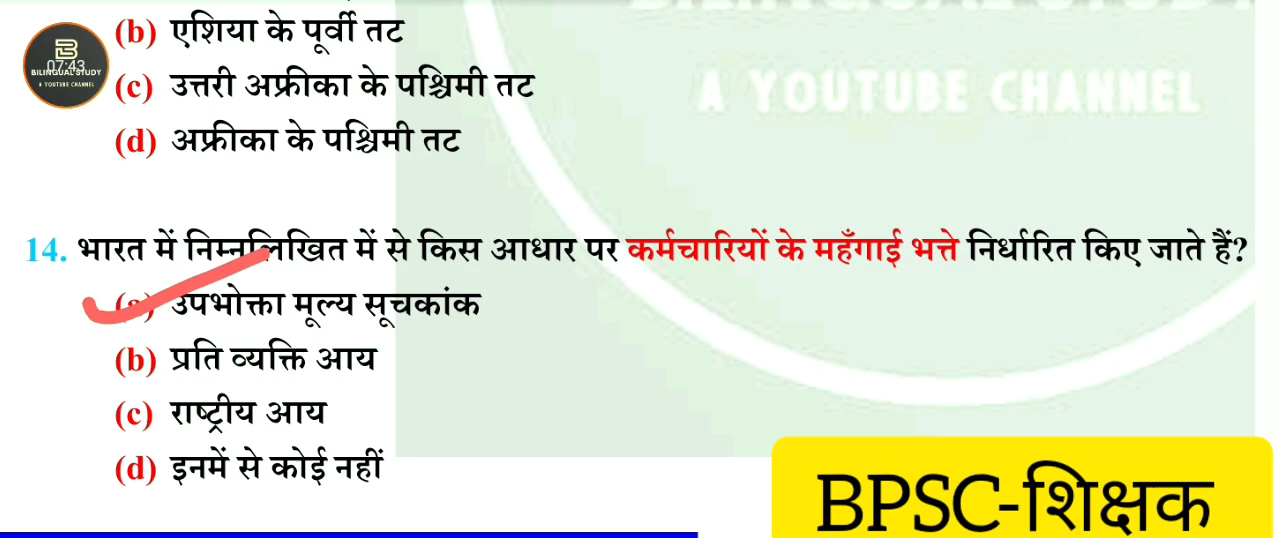 (b) एशिया के पूर्वी तट
07:43
BILINGUAL STUDY
A YOUTUBE CHANNEL
(c) उत्तरी अफ्रीका के पश्चिमी तट
A YOUTUBE CHANNEL
(d) अफ्रीका के पश्चिमी तट
14. भारत में निम्नलिखित में से किस आधार पर कर्मचारियों के महँगाई भत्ते निर्धारित किए जाते हैं?
(a) उपभोक्ता मूल्य सूचकांक
(b) प्रति व्यक्ति आय
(c) राष्ट्रीय आय
(d) इनमें से कोई नहीं
BPSC-शिक्षक